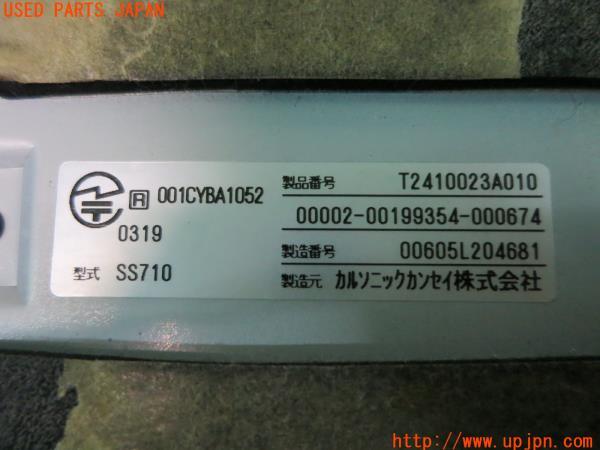 USED PARTS JAPAN
R 001CYBA1052
0319
型式 SS710
製品番号 T2410023A010
00002-00199354-000674
製造番号 00605L204681
製造元 カルソニックカンセイ株式会社
http://www.upjpn.com/